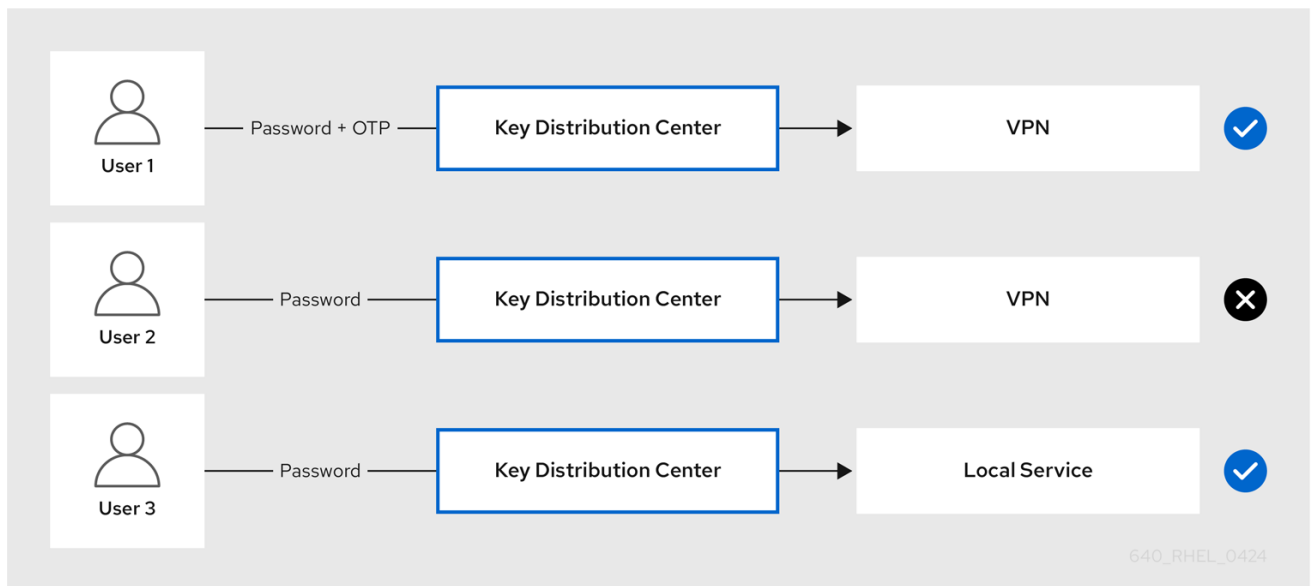 User 1
Password + OTP
Key Distribution Center
VPN
User 2
Password
Key Distribution Center
VPN
User 3
Password
Key Distribution Center
Local Service
640_RHEL_0424